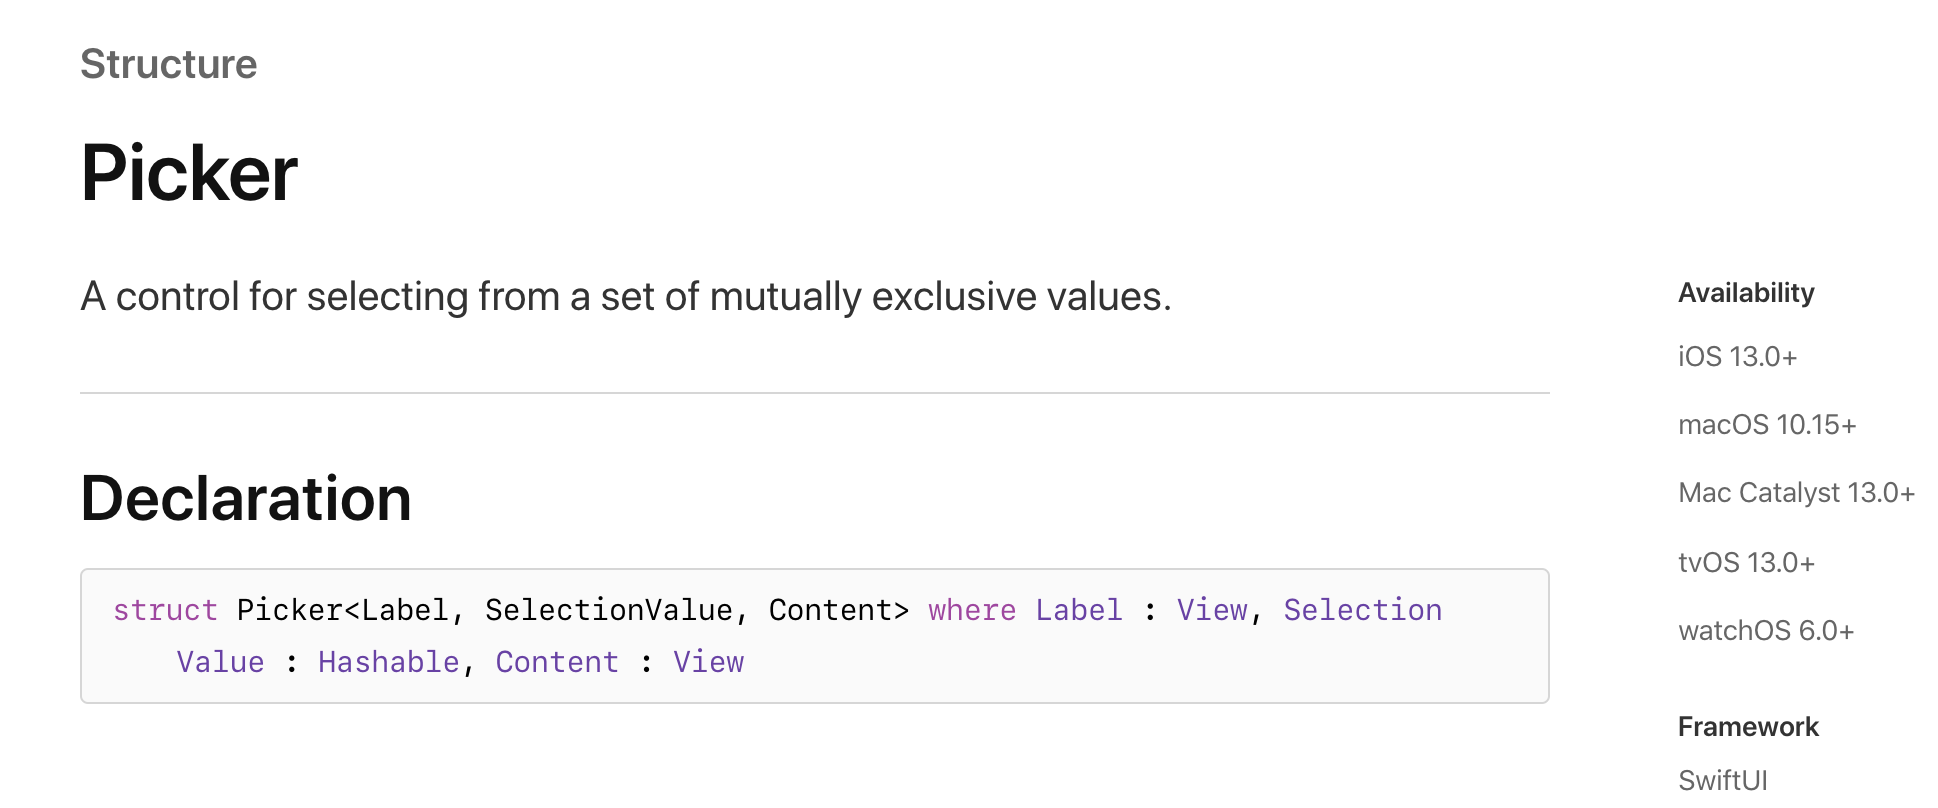 Structure
Picker
A control for selecting from a set of mutually exclusive values.
Declaration
struct Picker<Label, SelectionValue, Content> where Label : View, Selection
Value : Hashable, Content : View
Availability
iOS 13.0+
macOS 10.15+
Mac Catalyst 13.0+
tvOS 13.0+
watchOS 6.0+
Framework
SwiftUI